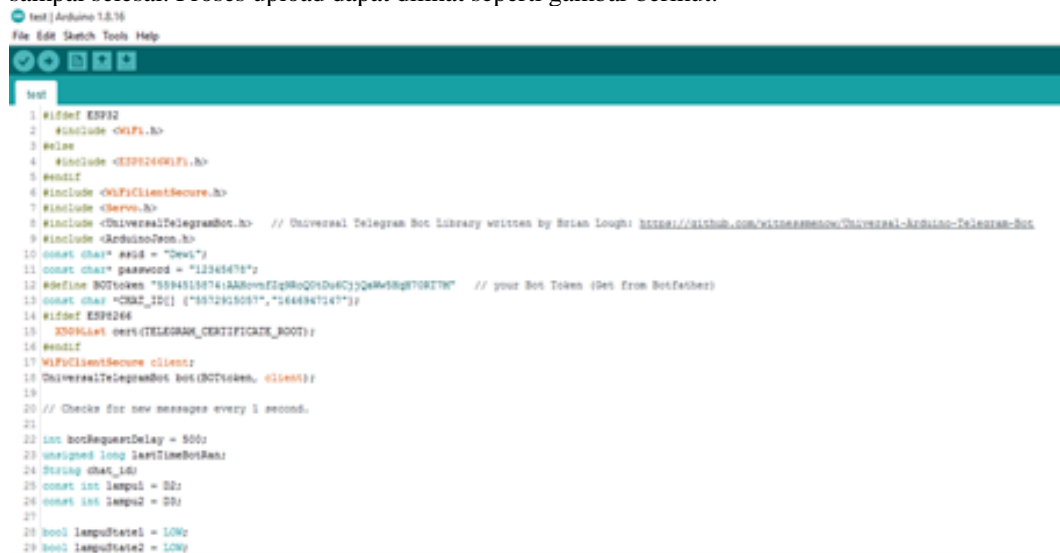 sampai selesai. Proses upload dapat dilihat seperti gambar berikut:
test | Arduino 1.8.16
File Edit Sketch Tools Help
test
1 #ifdef ESP32
2 #include <WiFi.h>
3 #else
4 #include <ESP8266WiFi.h>
5 #endif
6 #include <WiFiClientSecure.h>
7 #include <Servo.h>
8 #include <UniversalTelegramBot.h> // Universal Telegram Bot Library written by Brian Lough: https://github.com/witnessmenow/Universal-Arduino-Telegram-Bot
9 #include <ArduinoJson.h>
10 const char* ssid = "Dewi";
11 const char* password = "12345678";
12 #define BOTtoken // your Bot Token (Get from Botfather)
13 const char *CHAT_ID[] {"5572915057","1646947147"};
14 #ifdef ESP8266
15 X509List cert(TELEGRAM_CERTIFICATE_ROOT);
16 #endif
17 WiFiClientSecure client;
18 UniversalTelegramBot bot(BOTtoken, client);
19
20 // Checks for new messages every 1 second.
21
22 int botRequestDelay = 500;
23 unsigned long lastTimeBotRan;
24 String chat_id;
25 const int lampu1 = D2;
26 const int lampu2 =
27
28 bool lampuState1 = LOW;
29 bool lampuState2 = LOW;